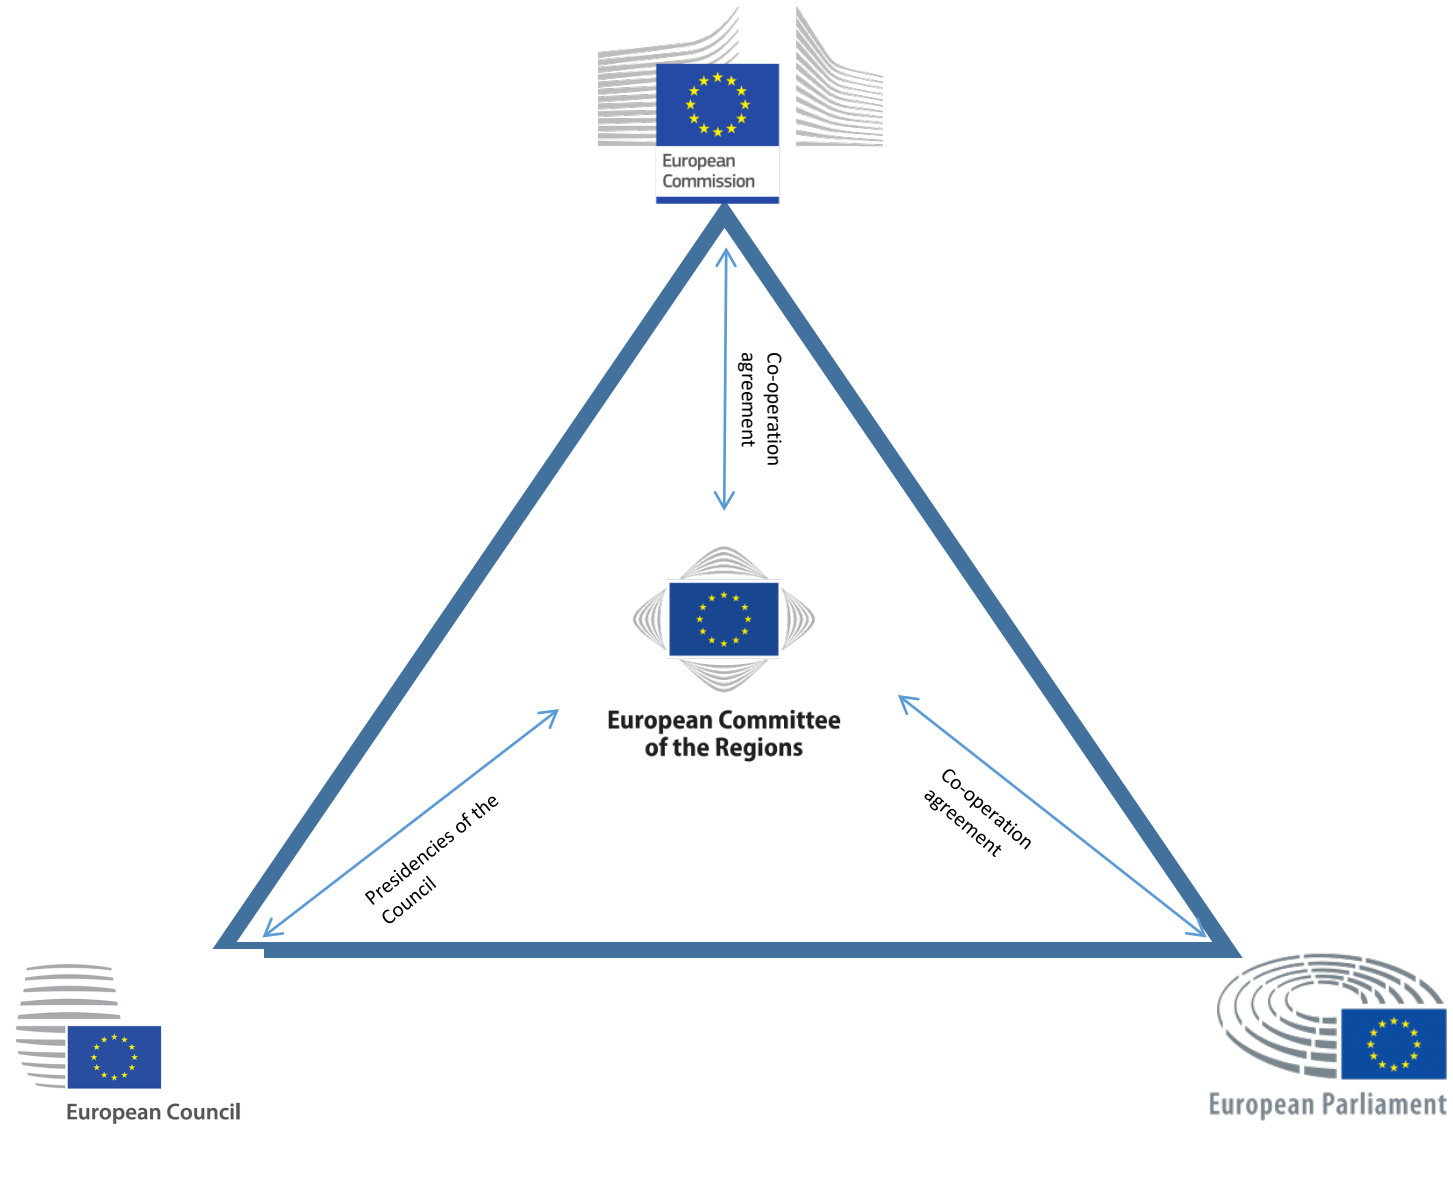 European
Commission
Co-operation
agreement
European Committee
of the Regions
Presidencies of the
Council
Co-operation
agreement
European Council
European Parliament